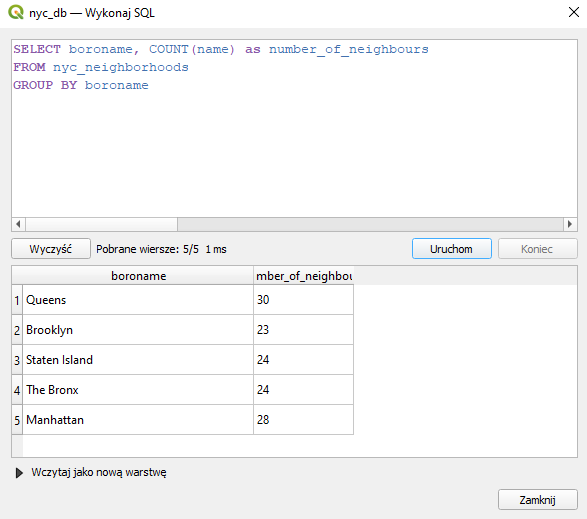 nyc_db — Wykonaj SQL
SELECT boroname, COUNT(name) as number_of_neighbours
FROM nyc_neighborhoods
GROUP BY boroname
Wyczyść Pobrane wiersze: 5/5 1 ms Uruchom Koniec
boroname mber_of_neighbou
1 Queens 30
2 Brooklyn 23
3 Staten Island 24
4 The Bronx 24
5 Manhattan 28
Wczytaj jako nową warstwę
Zamknij